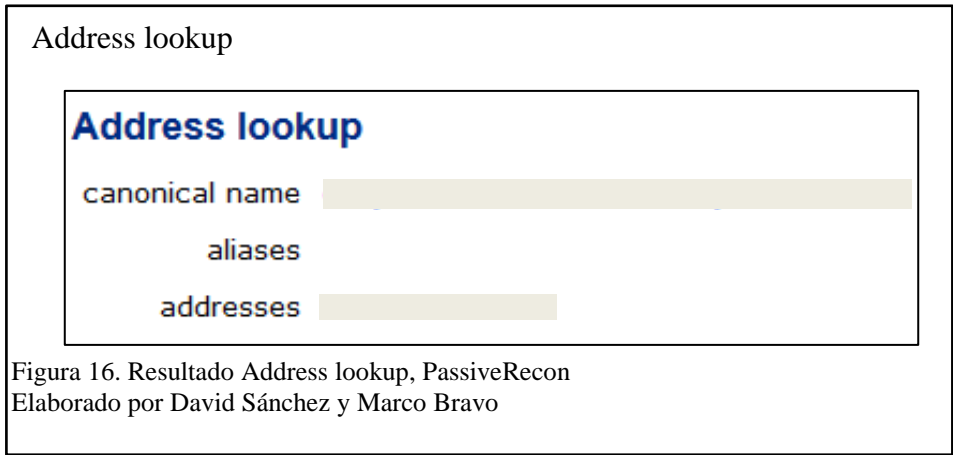 Address lookup
Address lookup
canonical name
aliases
addresses
Figura 16. Resultado Address lookup, PassiveRecon
Elaborado por David Sánchez y Marco Bravo